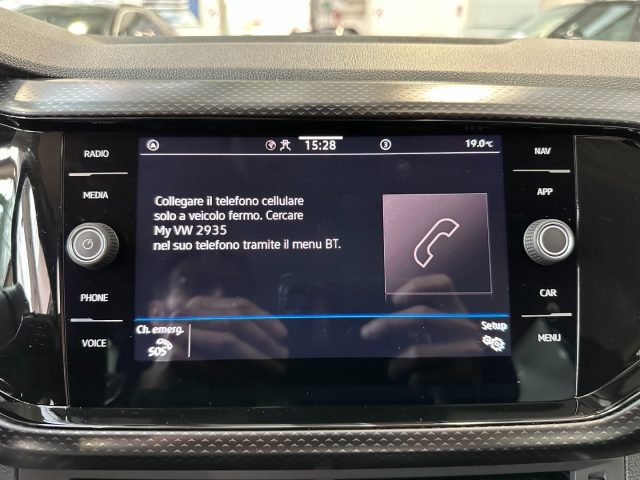 RADIO
MEDIA
PHONE
VOICE
A
15:28
3
19.0°C
Collegare il telefono cellulare
solo a veicolo fermo. Cercare
My VW 2935
nel suo telefono tramite il menu BT.
Ch. emerg.
SOS
Setup
NAV
APP
CAR
MENU